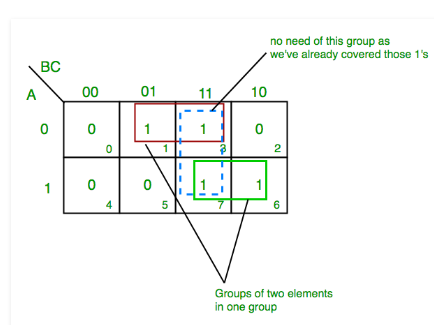 no need of this group as
we've already covered those 1's
BC
A 00 01 11 10
0 0 1 1 0
0 1 3 2
1 0 0 1 1
4 5 7 6
Groups of two elements
in one group